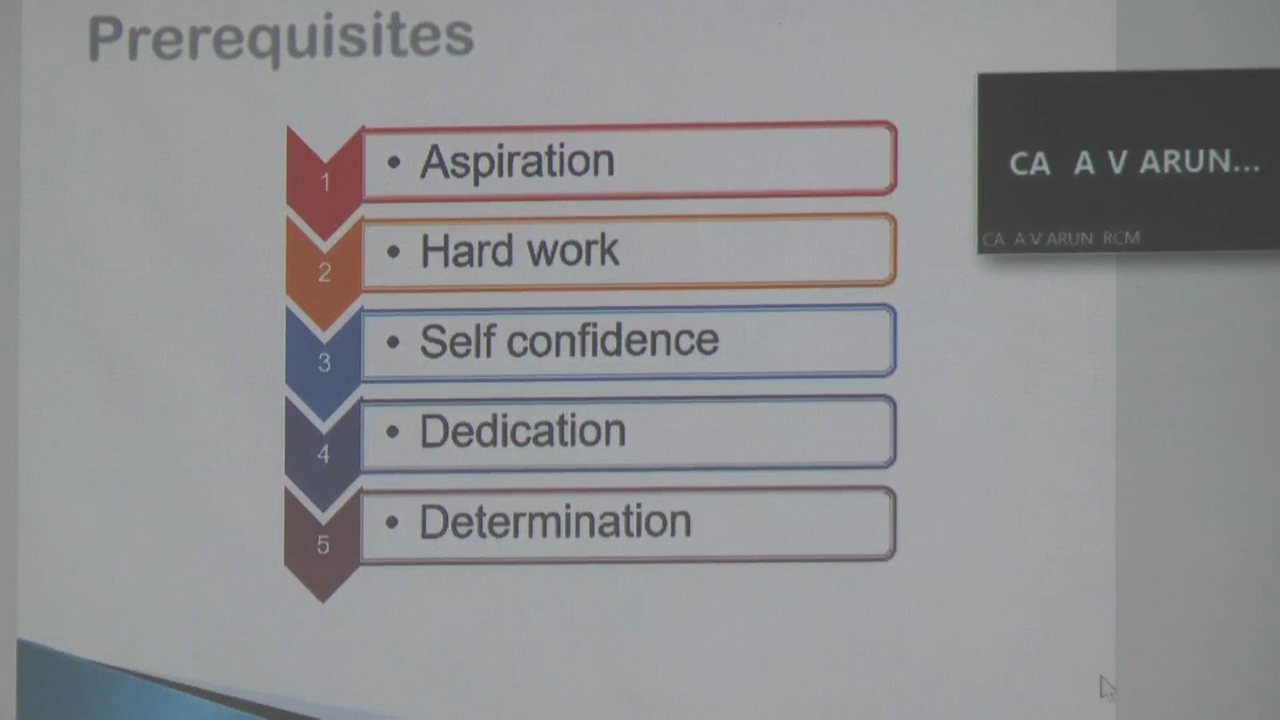 Prerequisites
1
• Aspiration
2
• Hard work
3
• Self confidence
4
• Dedication
5
• Determination
CA A V ARUN...
CA A V ARUN RCM